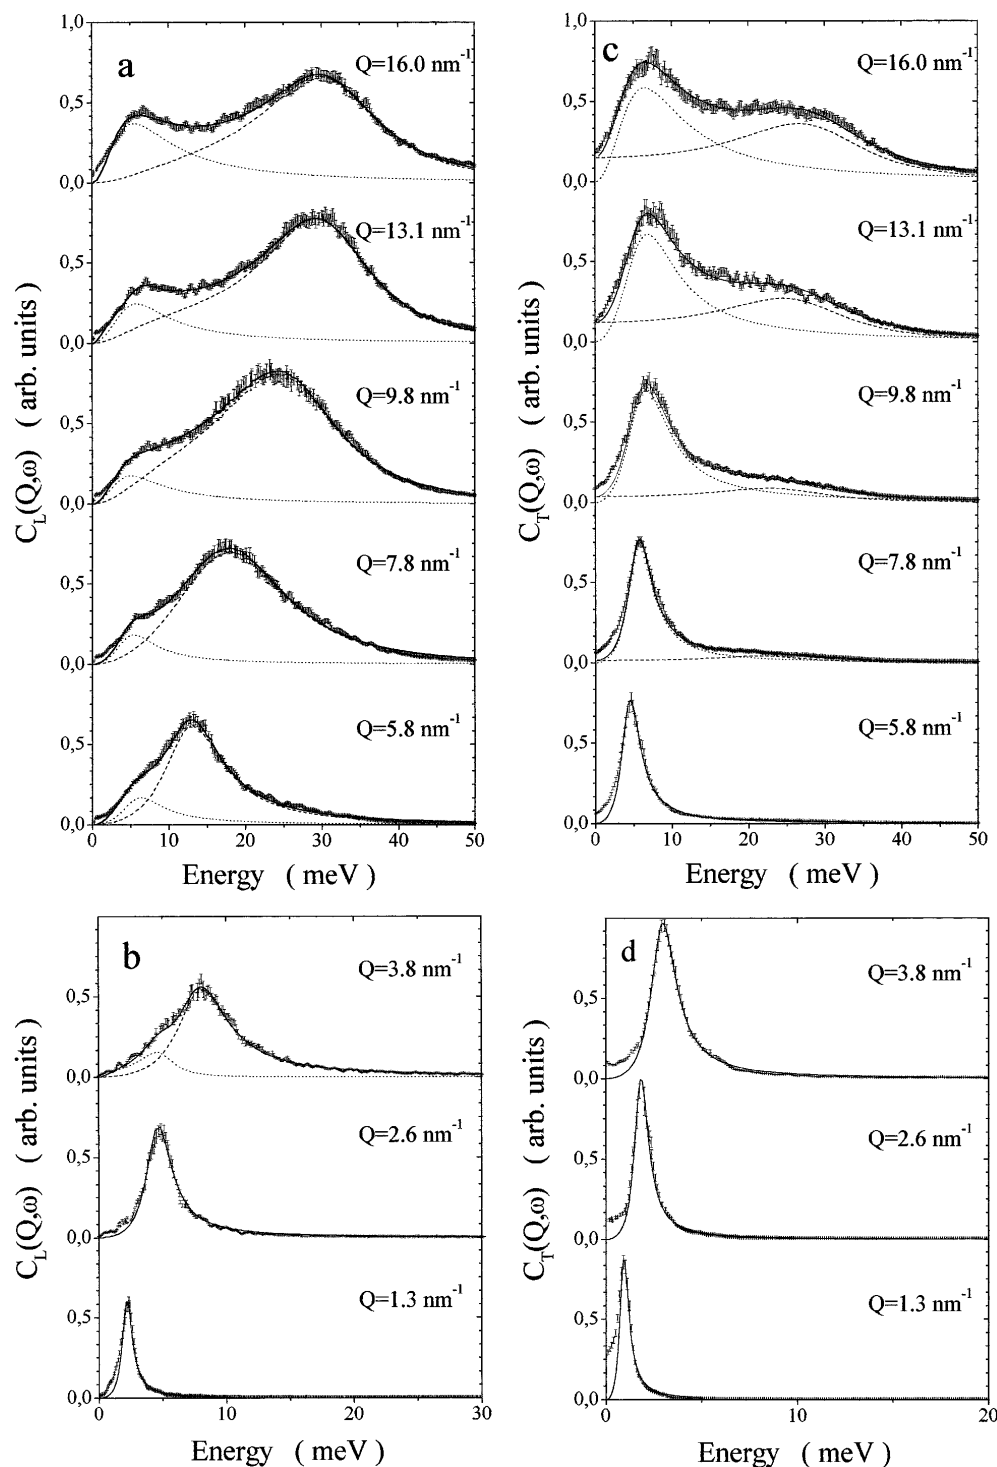 a
1,0
Q=16.0 nm-1
0,5
0,0
Q=13.1 nm-1
0,5
0,0
Q=9.8 nm-1
0,5
0,0
Q=7.8 nm-1
0,5
0,0
Q=5.8 nm-1
0,5
0,0
0 10 20 30 40 50
Energy ( meV )
CL(Q,ω) ( arb. units )
c
1,0
Q=16.0 nm-1
0,5
0,0
Q=13.1 nm-1
0,5
0,0
Q=9.8 nm-1
0,5
0,0
Q=7.8 nm-1
0,5
0,0
Q=5.8 nm-1
0,5
0,0
0 10 20 30 40 50
Energy ( meV )
CT(Q,ω) ( arb. units )
b
Q=3.8 nm-1
0,5
0,0
Q=2.6 nm-1
0,5
0,0
Q=1.3 nm-1
0,5
0,0
0 10 20 30
Energy ( meV )
CL(Q,ω) ( arb. units )
d
Q=3.8 nm-1
0,5
0,0
Q=2.6 nm-1
0,5
0,0
Q=1.3 nm-1
0,5
0,0
0 10 20
Energy ( meV )
CT(Q,ω) ( arb. units )